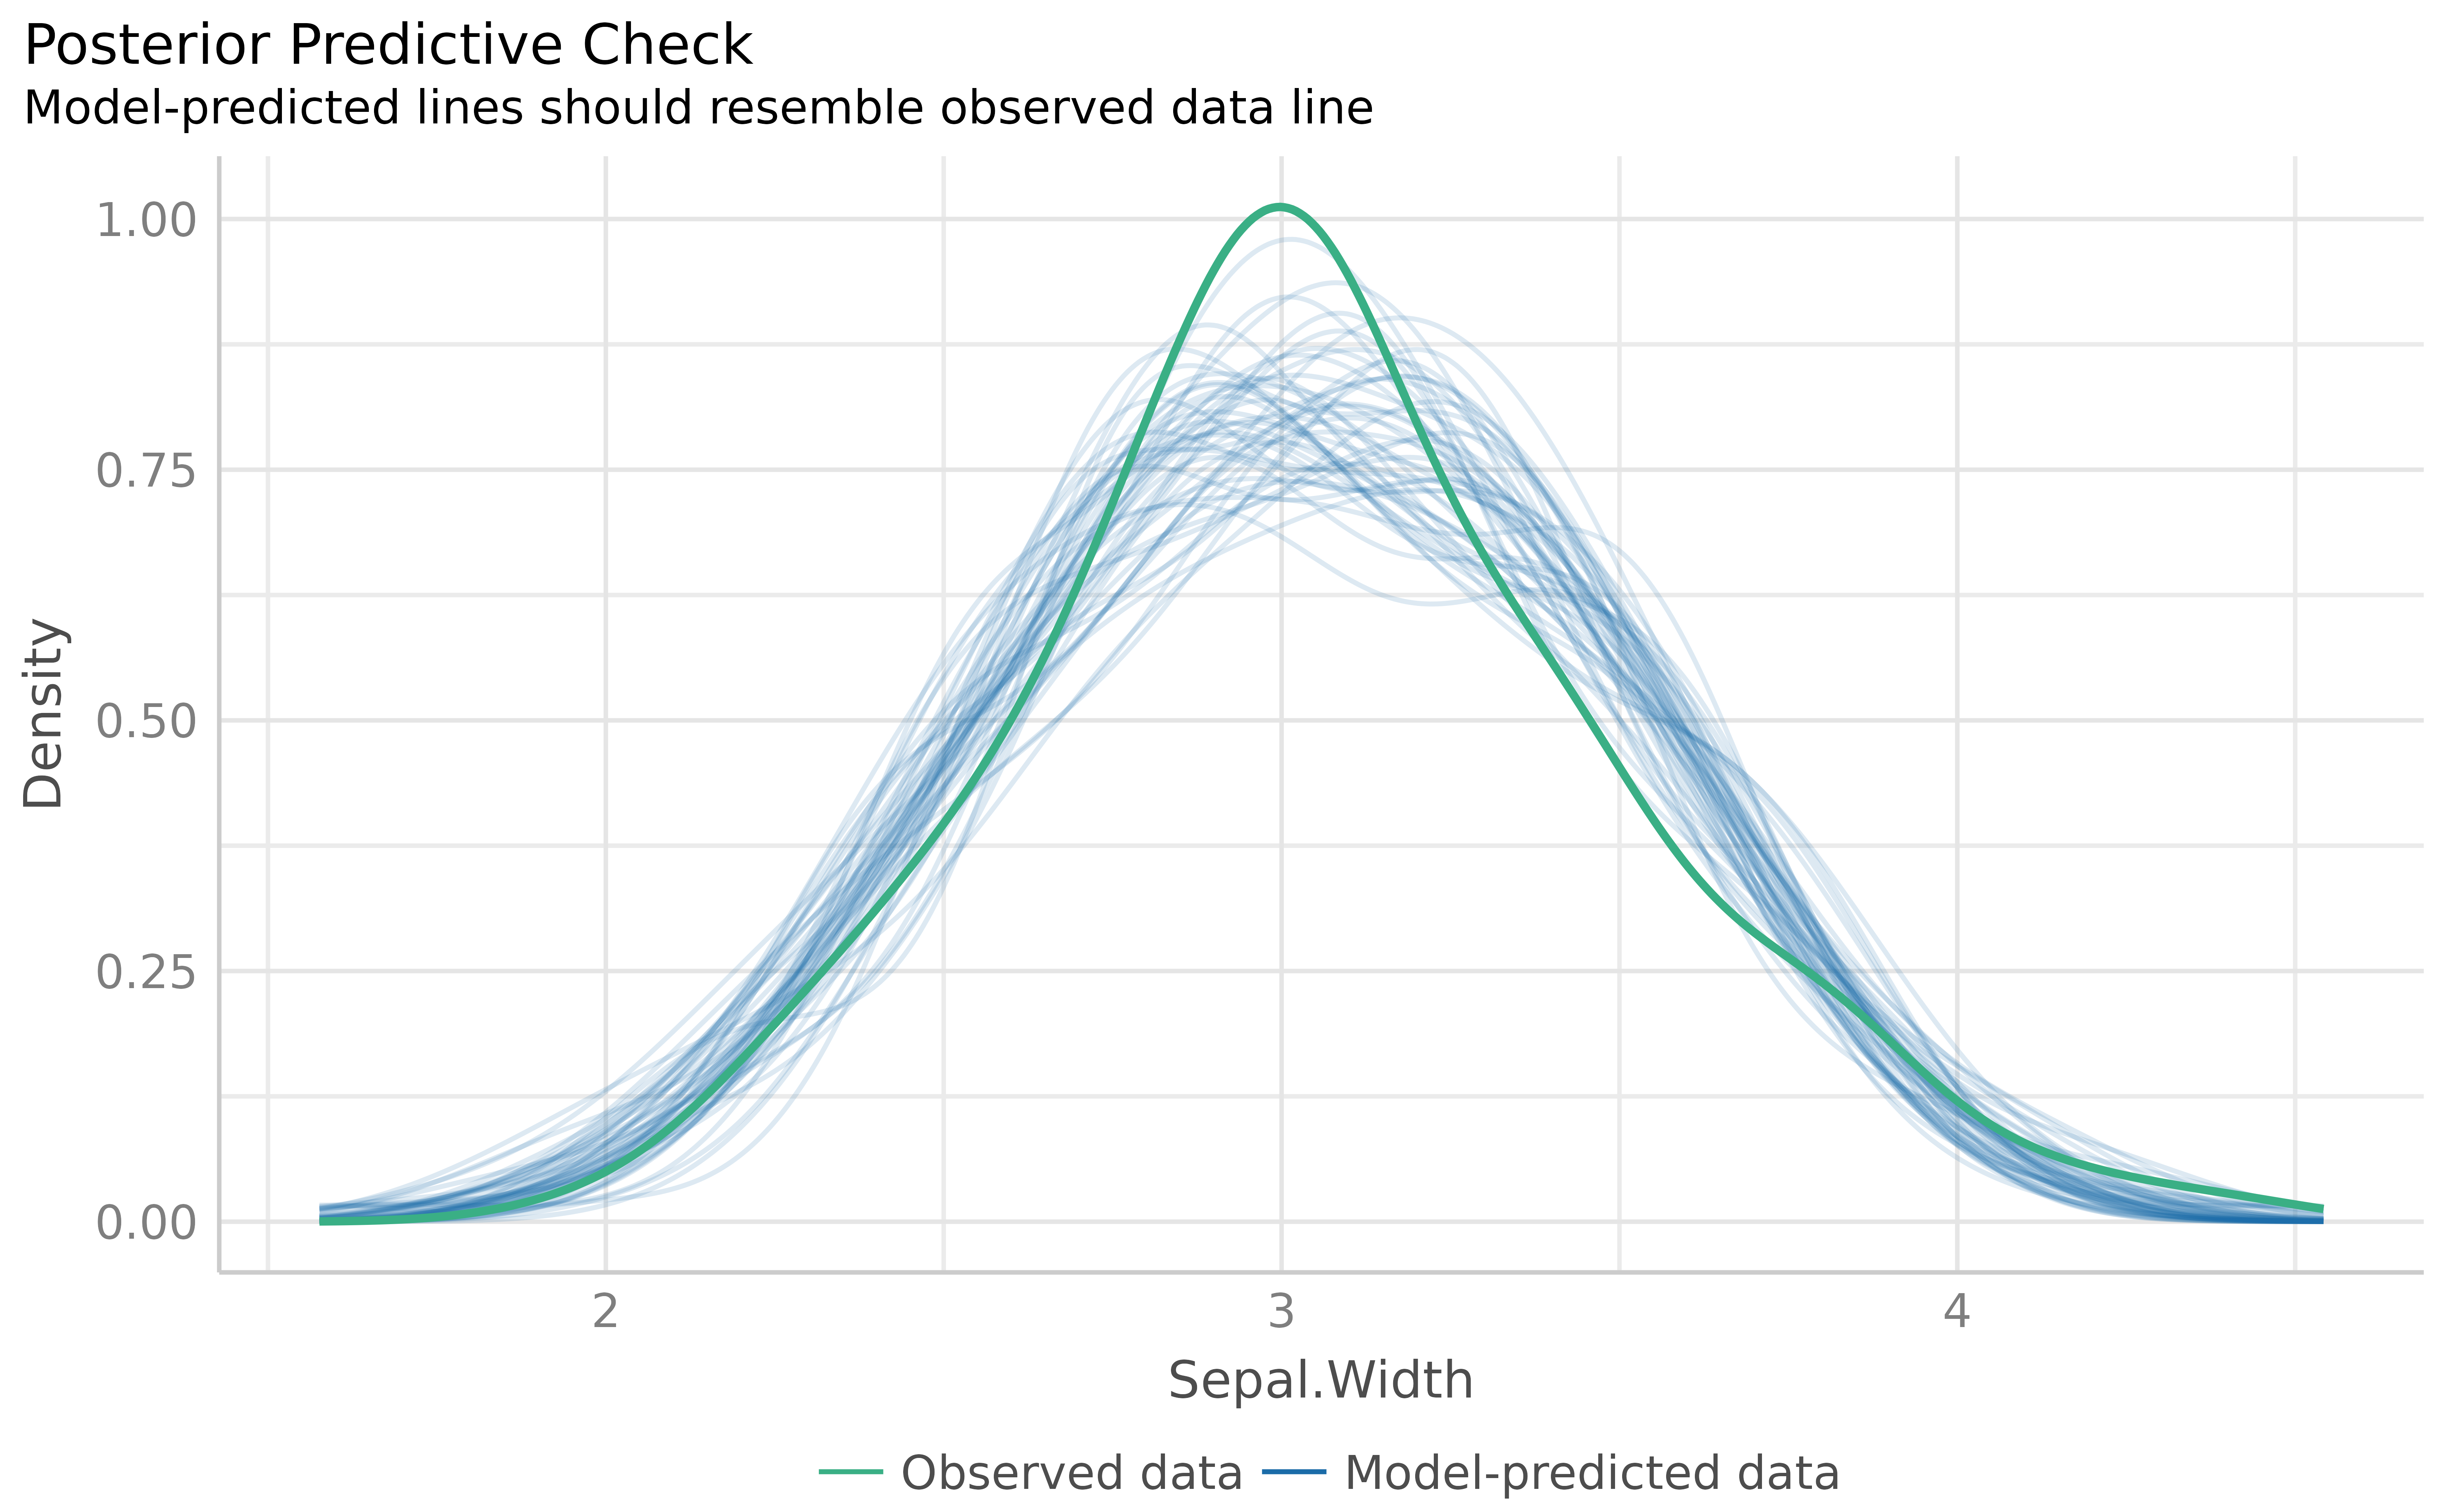 Posterior Predictive Check
Model-predicted lines should resemble observed data line
Density
1.00
0.75
0.50
0.25
0.00
2 3 4
Sepal.Width
Observed data Model-predicted data